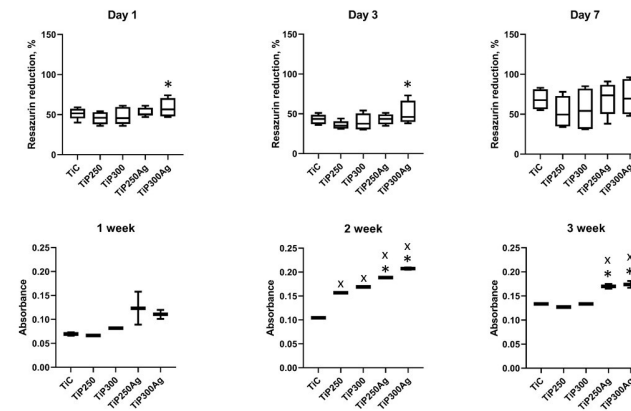 Day 1
Day 3
Day 7
Resazurin reduction, %
150
100
50
0
TiC
TiP250
TiP300
TiP250Ag
TiP300Ag
*
Resazurin reduction, %
150
100
50
0
TiC
TiP250
TiP300
TiP250Ag
TiP300Ag
*
Resazurin reduction, %
150
100
50
0
TiC
TiP250
TiP300
TiP250Ag
TiP300Ag
1 week
2 week
3 week
Absorbance
0.25
0.20
0.15
0.10
0.05
0.00
TiC
TiP250
TiP300
TiP250Ag
TiP300Ag
Absorbance
0.25
0.20
0.15
0.10
0.05
0.00
x
x
x
*
x
*
TiC
TiP250
TiP300
TiP250Ag
TiP300Ag
Absorbance
0.25
0.20
0.15
0.10
0.05
0.00
x
*
x
*
TiC
TiP250
TiP300
TiP250Ag
TiP300Ag